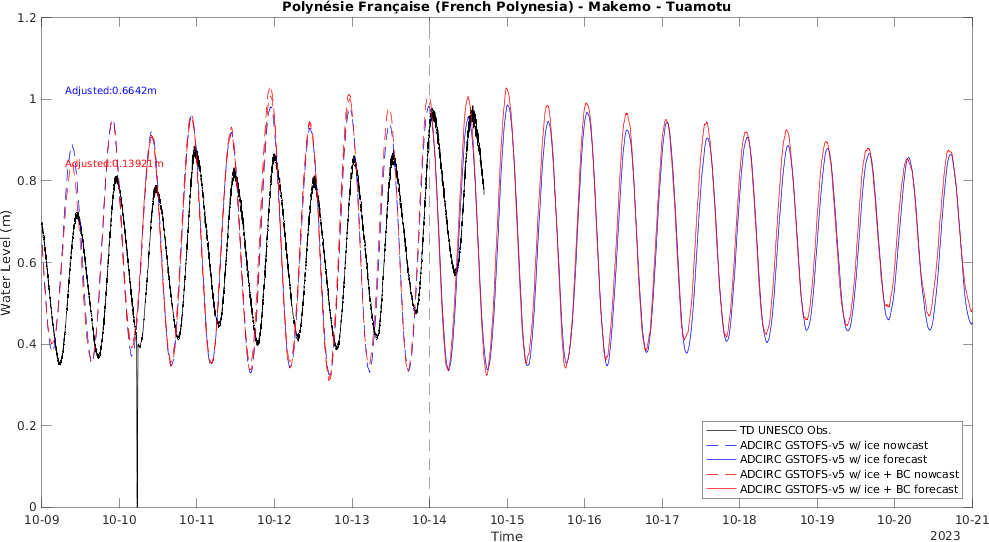 Polynésie Française (French Polynesia) - Makemo - Tuamotu
1.2
1
0.8
0.6
0.4
0.2
0
Water Level (m)
Adjusted:0.6642m
Adjusted:0.13921m
TD UNESCO Obs.
ADCIRC GSTOFS-v5 w/ ice nowcast
ADCIRC GSTOFS-v5 w/ ice forecast
ADCIRC GSTOFS-v5 w/ ice + BC nowcast
ADCIRC GSTOFS-v5 w/ ice + BC forecast
10-09 10-10 10-11 10-12 10-13 10-14 10-15 10-16 10-17 10-18 10-19 10-20 10-21
Time
2023